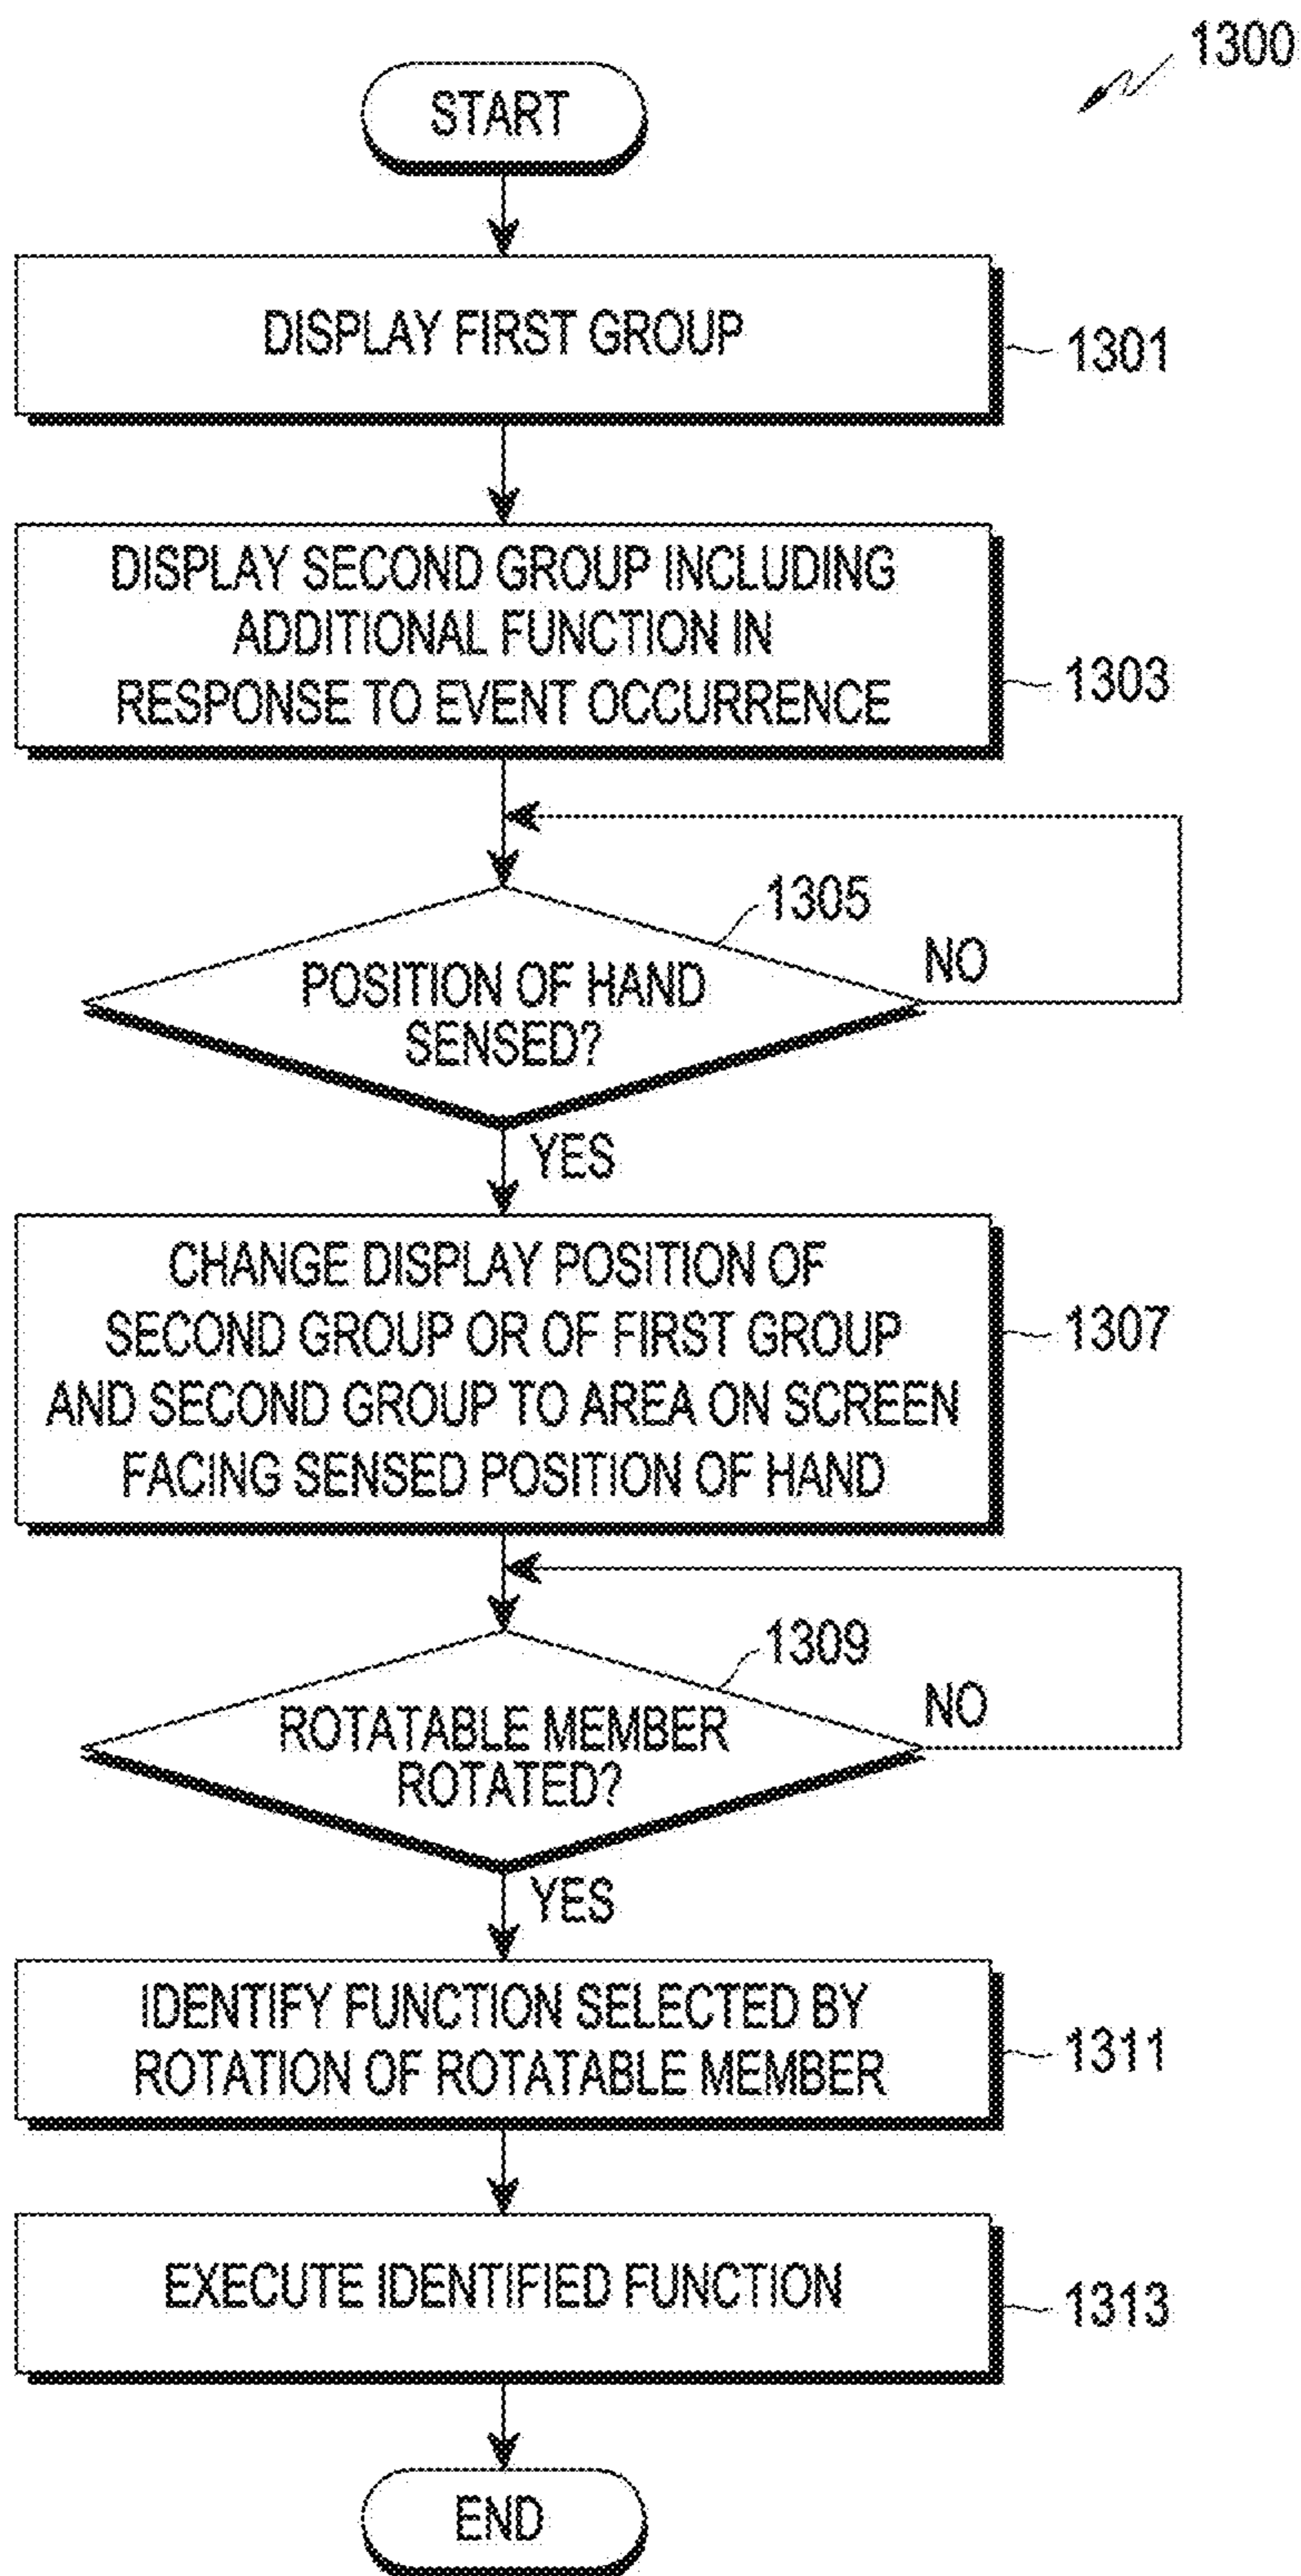 1300
START
DISPLAY FIRST GROUP
1301
DISPLAY SECOND GROUP INCLUDING
ADDITIONAL FUNCTION IN
RESPONSE TO EVENT OCCURRENCE
1303
1305
POSITION OF HAND
SENSED?
NO
YES
CHANGE DISPLAY POSITION OF
SECOND GROUP OR OF FIRST GROUP
AND SECOND GROUP TO AREA ON SCREEN
FACING SENSED POSITION OF HAND
1307
1309
ROTATABLE MEMBER
ROTATED?
NO
YES
IDENTIFY FUNCTION SELECTED BY
ROTATION OF ROTATABLE MEMBER
1311
EXECUTE IDENTIFIED FUNCTION
1313
END